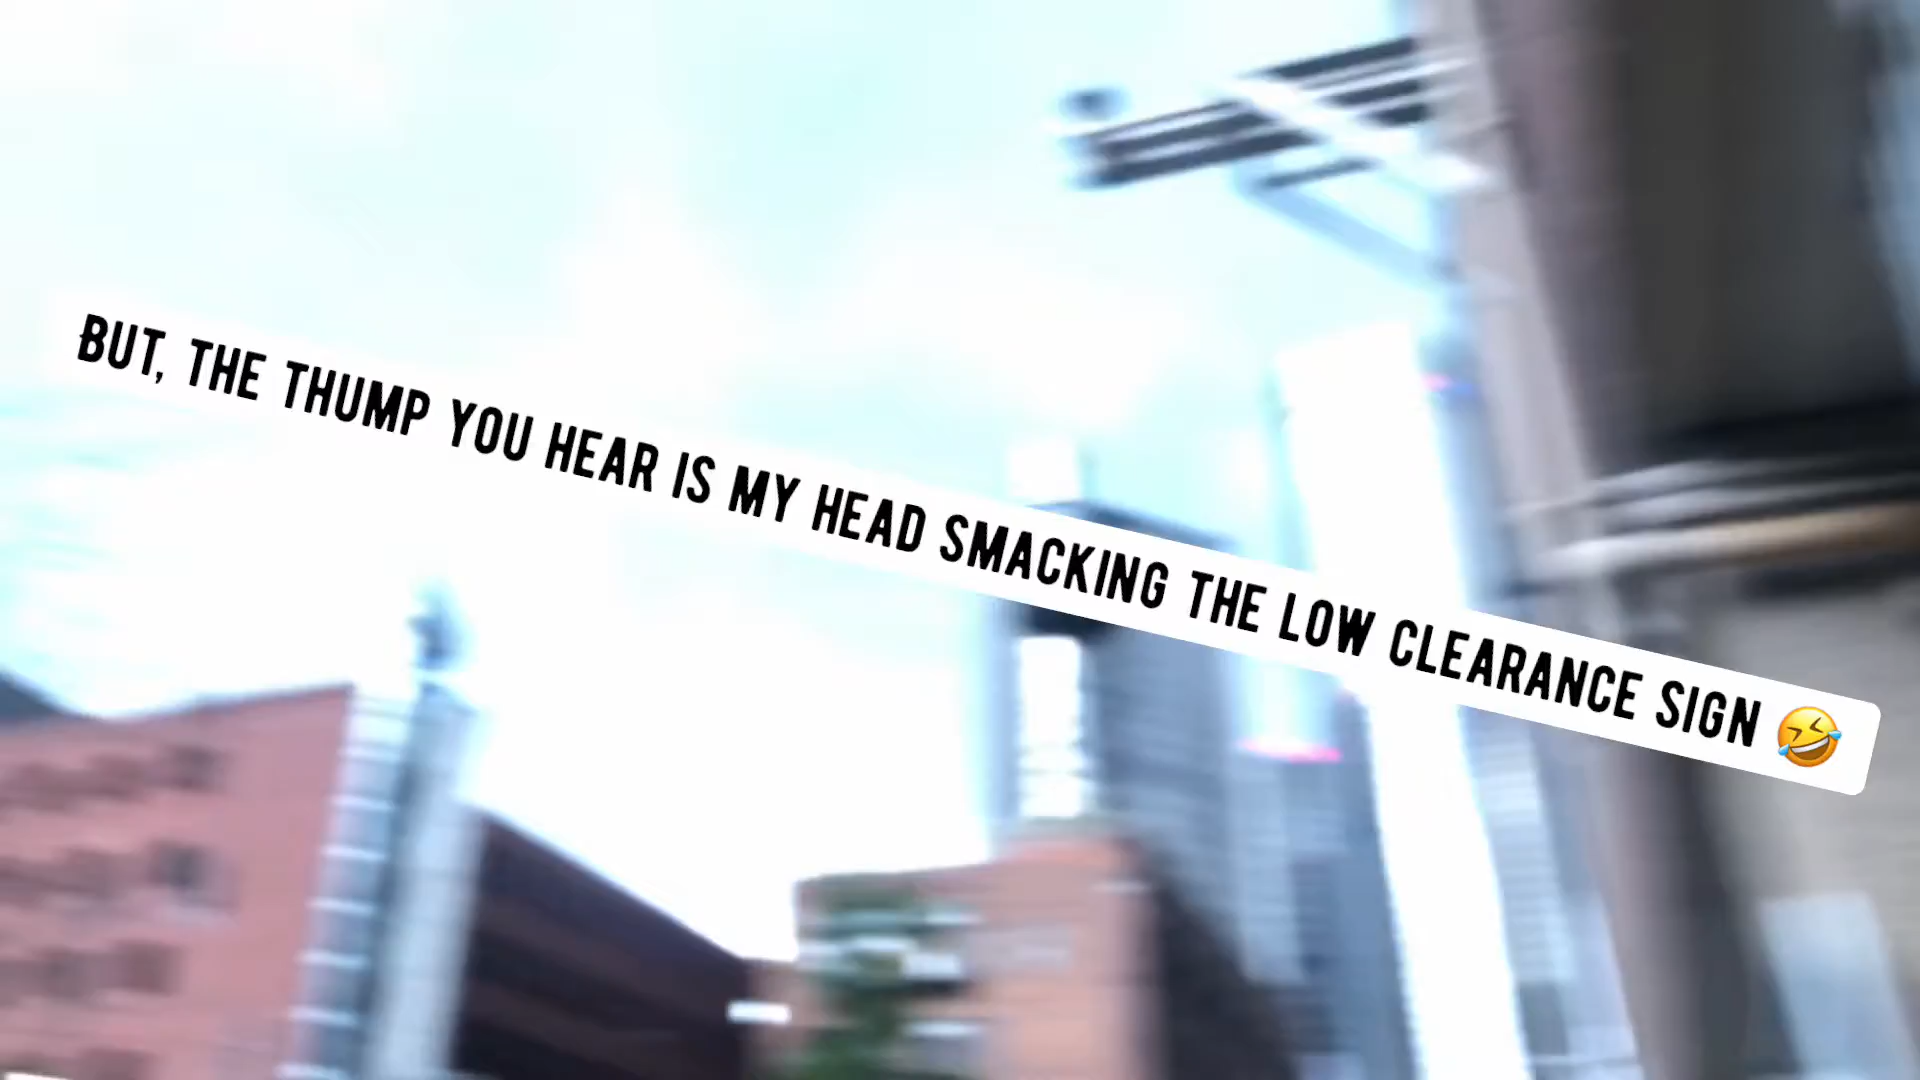 But, the thump you hear is my head smacking the low clearance sign 🤣